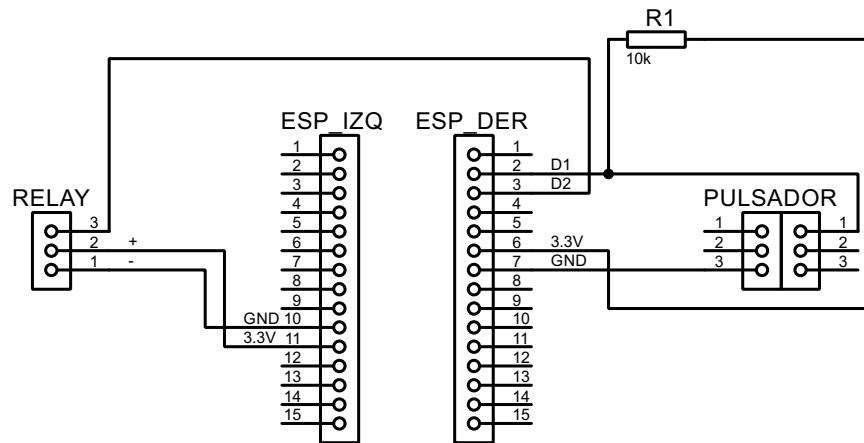 R1
10k
ESP_IZQ
1
2
3
4
5
6
7
8
9
GND 10
3.3V 11
12
13
14
15
ESP_DER
1
2 D1
3 D2
4
5
6 3.3V
7 GND
8
9
10
11
12
13
14
15
RELAY
3
2 +
1 -
PULSADOR
1 1
2 2
3 3